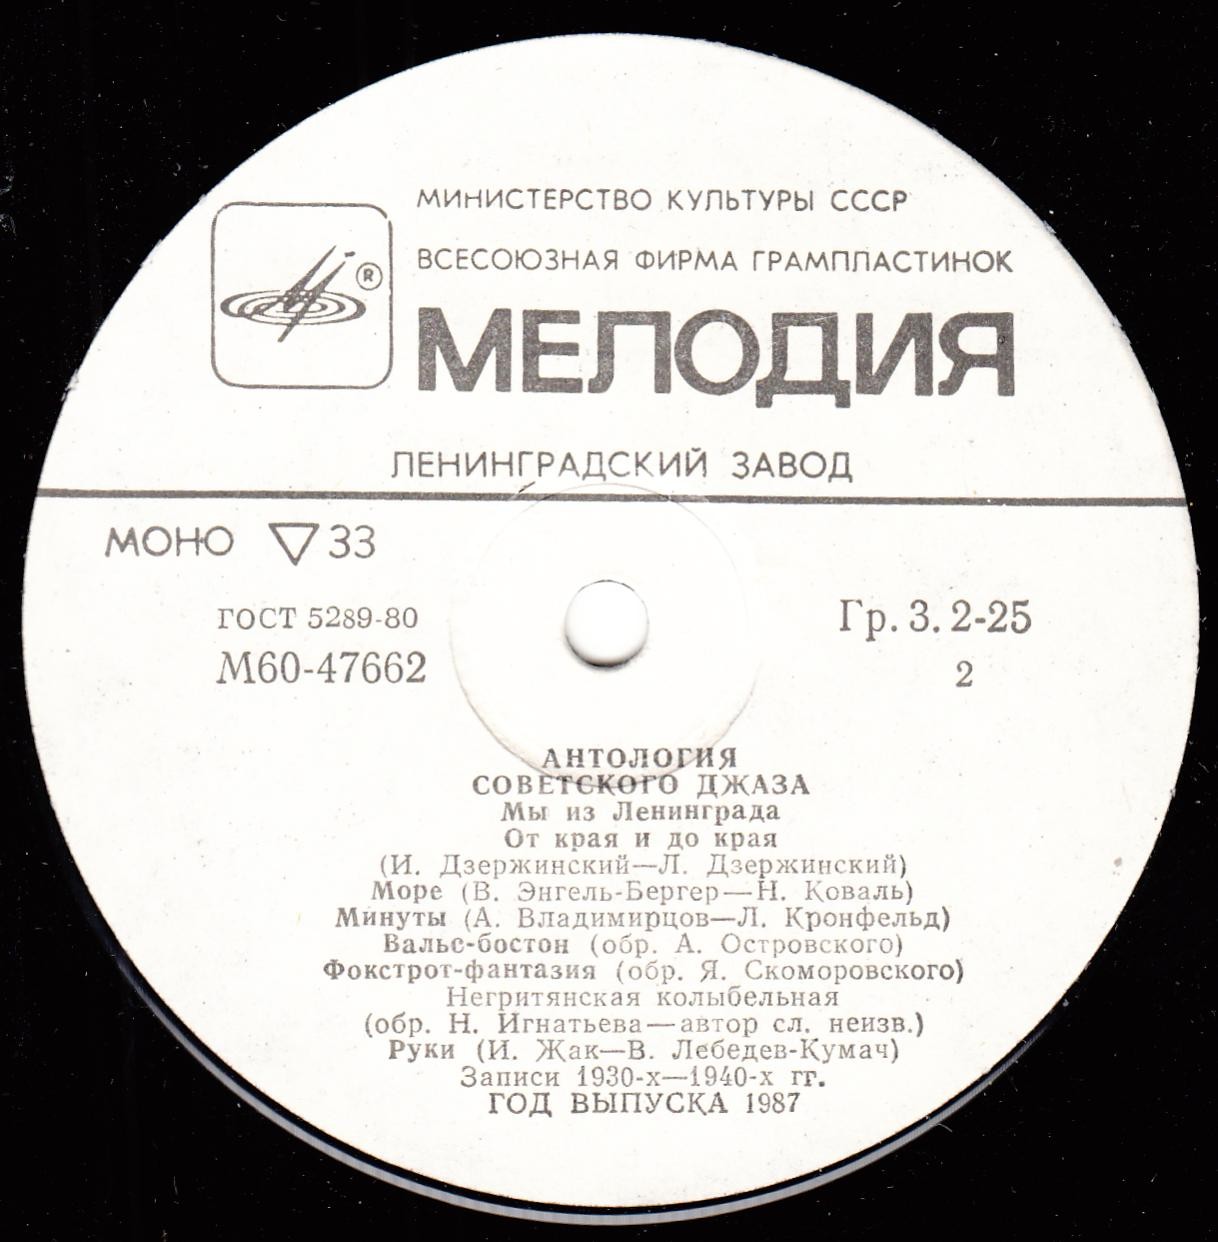 МИНИСТЕРСТВО КУЛЬТУРЫ СССР
ВСЕСОЮЗНАЯ ФИРМА ГРАМПЛАСТИНОК
®
МЕЛОДИЯ
ЛЕНИНГРАДСКИЙ ЗАВОД
МОНО ▽ 33
ГОСТ 5289-80
Гр. 3. 2-25
М60-47662
2
АНТОЛОГИЯ
СОВЕТСКОГО ДЖАЗА
Мы из Ленинграда
От края и до края
(И. Дзержинский—Л. Дзержинский)
Море (В. Энгель-Бергер—Н. Коваль)
Минуты (А. Владимирцов—Л. Кронфельд)
Вальс-бостон (обр. А. Островского)
Фокстрот-фантазия (обр. Я. Скоморовского)
Негритянская колыбельная
(обр. Н. Игнатьева—автор сл. неизв.)
Руки (И. Жак—В. Лебедев-Кумач)
Записи 1930-х—1940-х гг.
ГОД ВЫПУСКА 1987